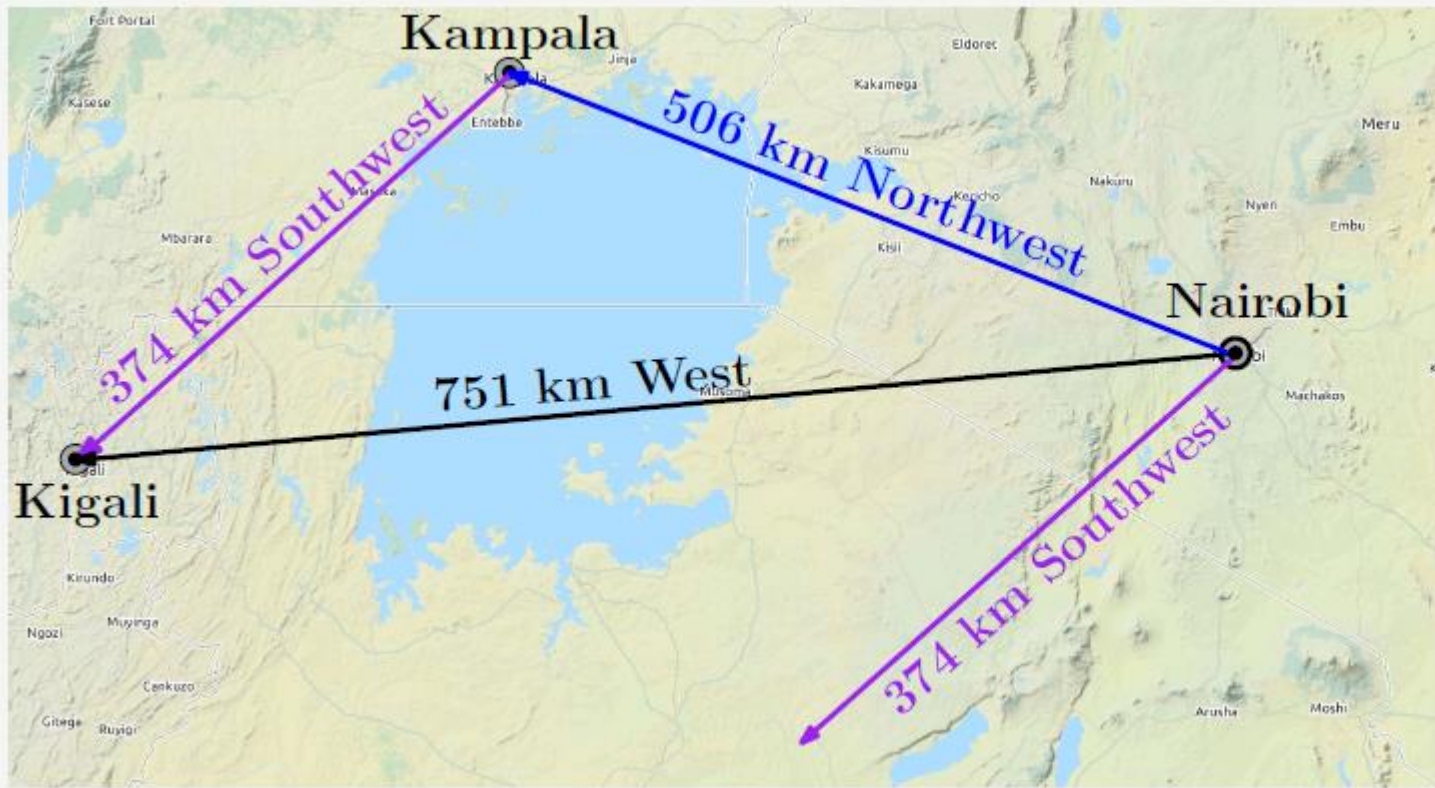 Fort Portal
Kampala
Jinja
Eldoret
Kasese
Kakamega
Entebbe
506 km Northwest
Meru
Kisumu
374 km Southwest
Nakuru
Kericho
Nyeri
Embu
Mbarara
Kisii
Nairobi
751 km West
Musoma
Machakos
Kigali
374 km Southwest
Kirundo
Muyinga
Ngozi
Cankuzo
Gitega
Ruyigi
Arusha
Moshi